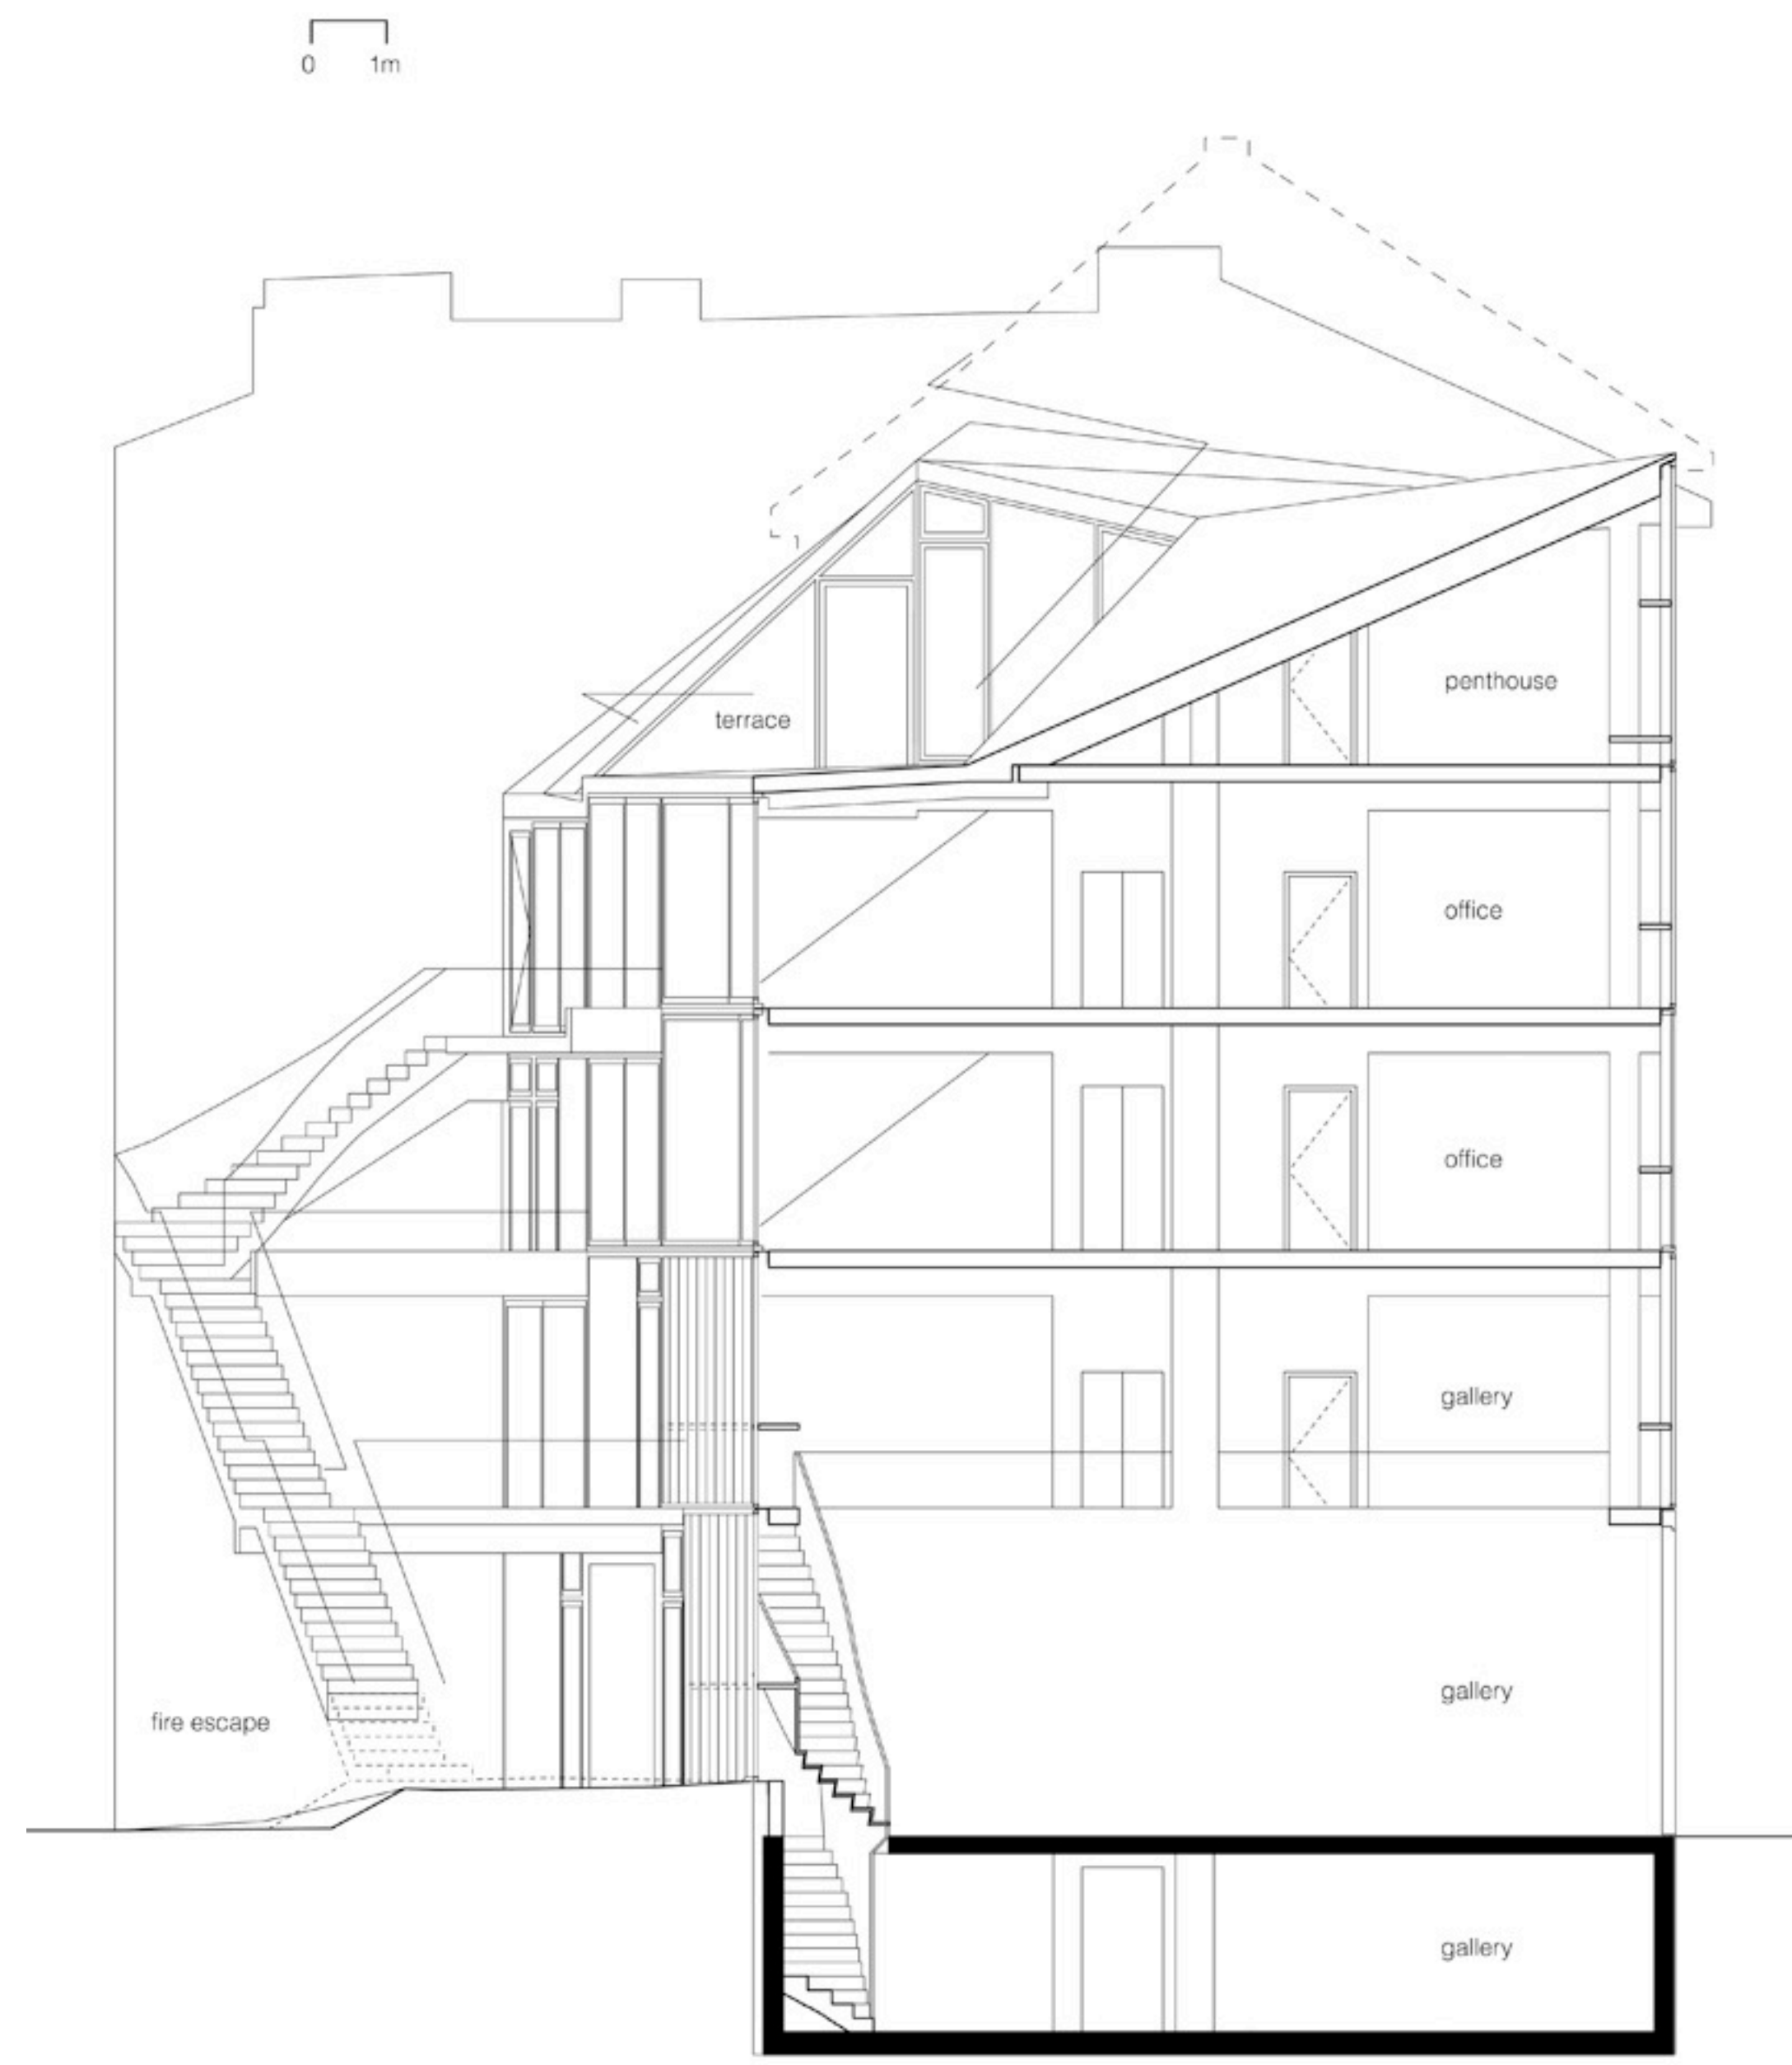 0 1m
penthouse
terrace
office
office
gallery
gallery
fire escape
gallery